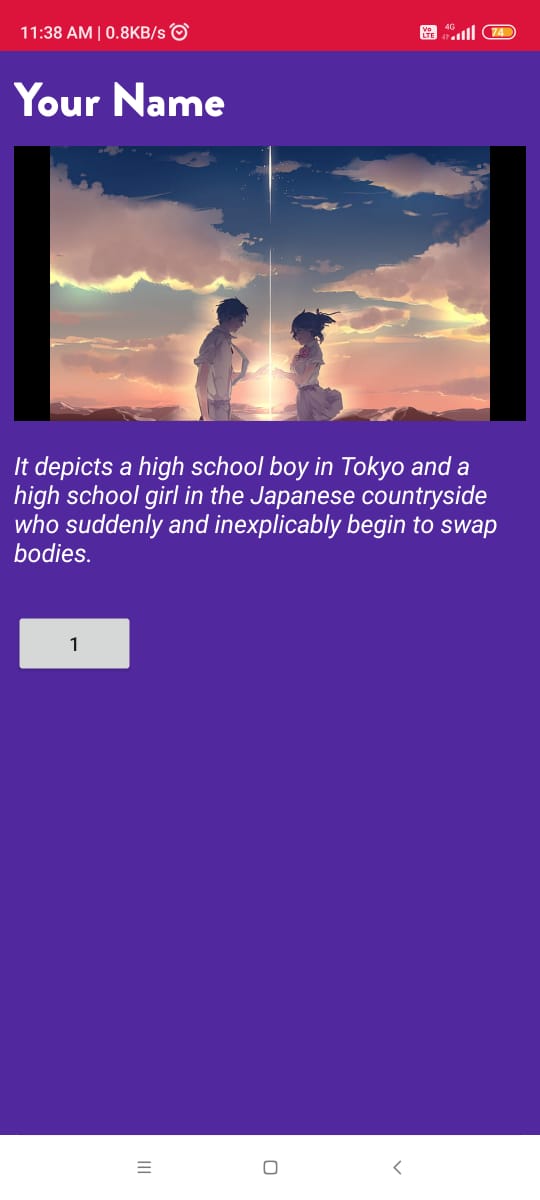 11:38 AM | 0.8KB/s
Vo LTE 4G 74
Your Name
It depicts a high school boy in Tokyo and a
high school girl in the Japanese countryside
who suddenly and inexplicably begin to swap
bodies.
1